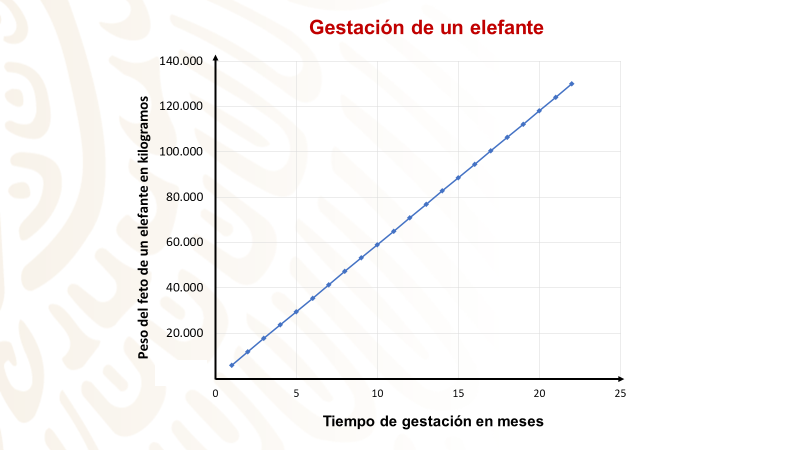 Gestación de un elefante
Peso del feto de un elefante en kilogramos
140.000
120.000
100.000
80.000
60.000
40.000
20.000
0 5 10 15 20 25
Tiempo de gestación en meses